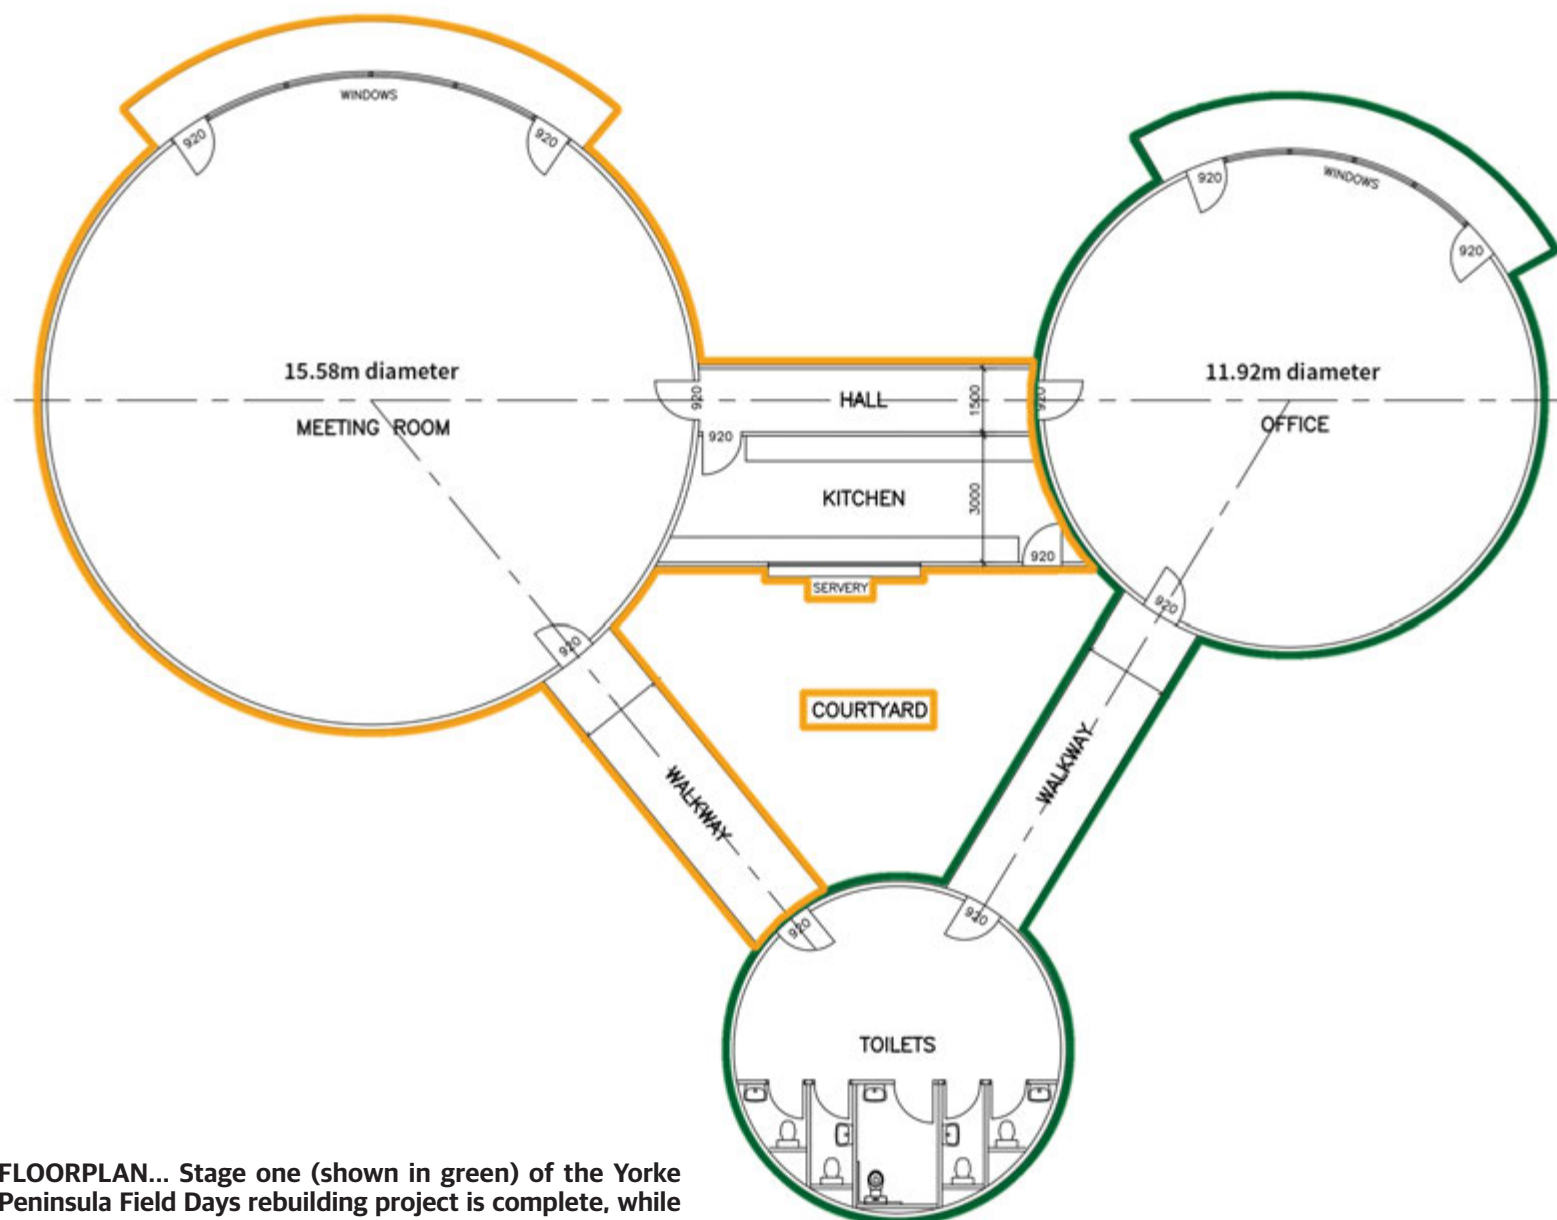 WINDOWS
920
920
WINDOWS
920
920
15.58m diameter
MEETING ROOM
920
HALL
1500
920
11.92m diameter
OFFICE
920
KITCHEN
3000
920
SERVERY
920
920
COURTYARD
WALKWAY
WALKWAY
920
920
TOILETS
FLOORPLAN... Stage one (shown in green) of the Yorke
Peninsula Field Days rebuilding project is complete, while